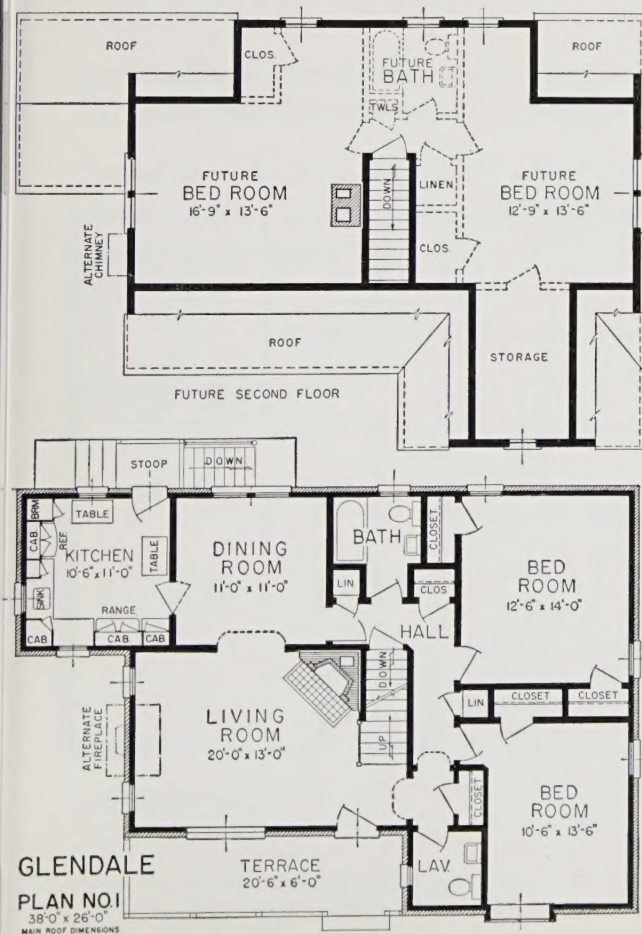 ROOF
CLOS.
FUTURE
BATH
TWLS
ROOF
FUTURE
BED ROOM
16'-9" x 13'-6"
DOWN
LINEN
CLOS.
FUTURE
BED ROOM
12'-9" x 13'-6"
ALTERNATE
CHIMNEY
ROOF
STORAGE
FUTURE SECOND FLOOR
STOOP
DOWN
BRM
TABLE
CAB.
REF
KITCHEN
10'-6" x 11'-0"
TABLE
SINK
RANGE
CAB.
CAB.
CAB.
DINING
ROOM
11'-0" x 11'-0"
BATH
CLOSET
LIN
CLOS
HALL
BED
ROOM
12'-6" x 14'-0"
DOWN
UP
LIVING
ROOM
20'-0" x 13'-0"
ALTERNATE
FIREPLACE
LIN
CLOSET
CLOSET
CLOSET
BED
ROOM
10'-6" x 13'-6"
LAV.
TERRACE
20'-6" x 6'-0"
GLENDALE
PLAN NO.1
38'-0" x 26'-0"
MAIN ROOF DIMENSIONS